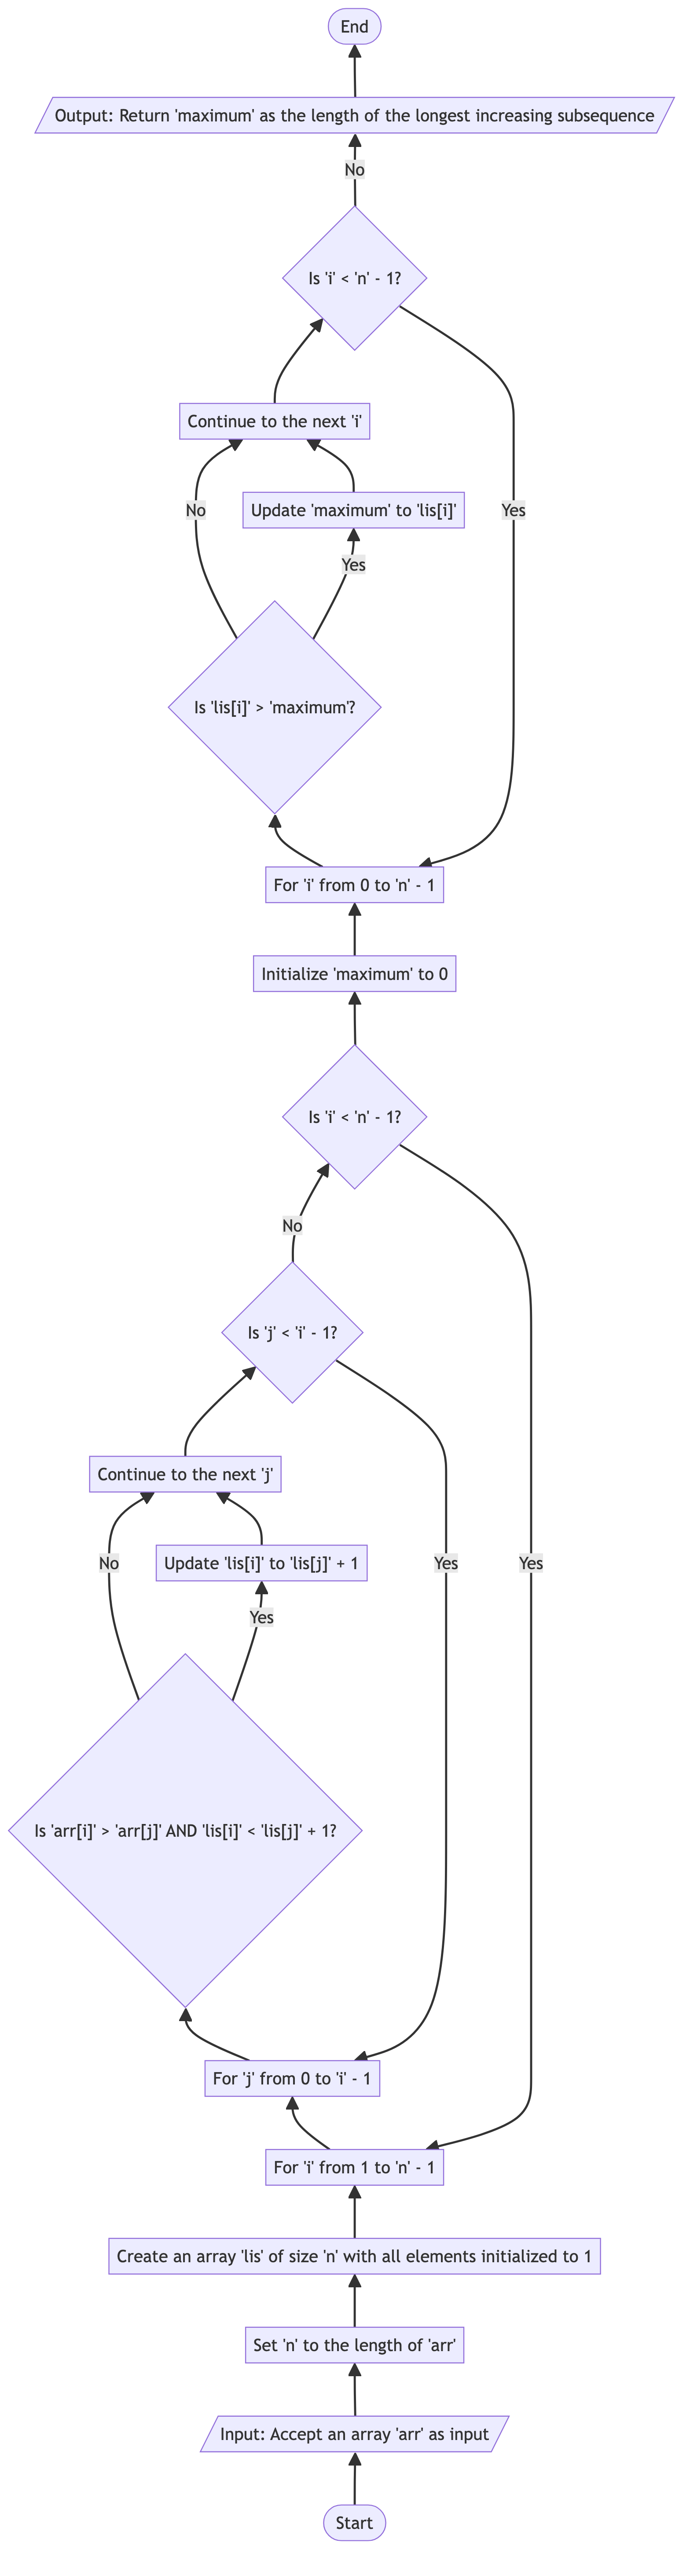 End
Output: Return 'maximum' as the length of the longest increasing subsequence
No
Is 'i' < 'n' - 1?
Continue to the next 'i'
No
Update 'maximum' to 'lis[i]'
Yes
Yes
Is 'lis[i]' > 'maximum'?
For 'i' from 0 to 'n' - 1
Initialize 'maximum' to 0
Is 'i' < 'n' - 1?
No
Is 'j' < 'i' - 1?
Continue to the next 'j'
No
Update 'lis[i]' to 'lis[j]' + 1
Yes
Yes
Yes
Is 'arr[i]' > 'arr[j]' AND 'lis[i]' < 'lis[j]' + 1?
For 'j' from 0 to 'i' - 1
For 'i' from 1 to 'n' - 1
Create an array 'lis' of size 'n' with all elements initialized to 1
Set 'n' to the length of 'arr'
Input: Accept an array 'arr' as input
Start